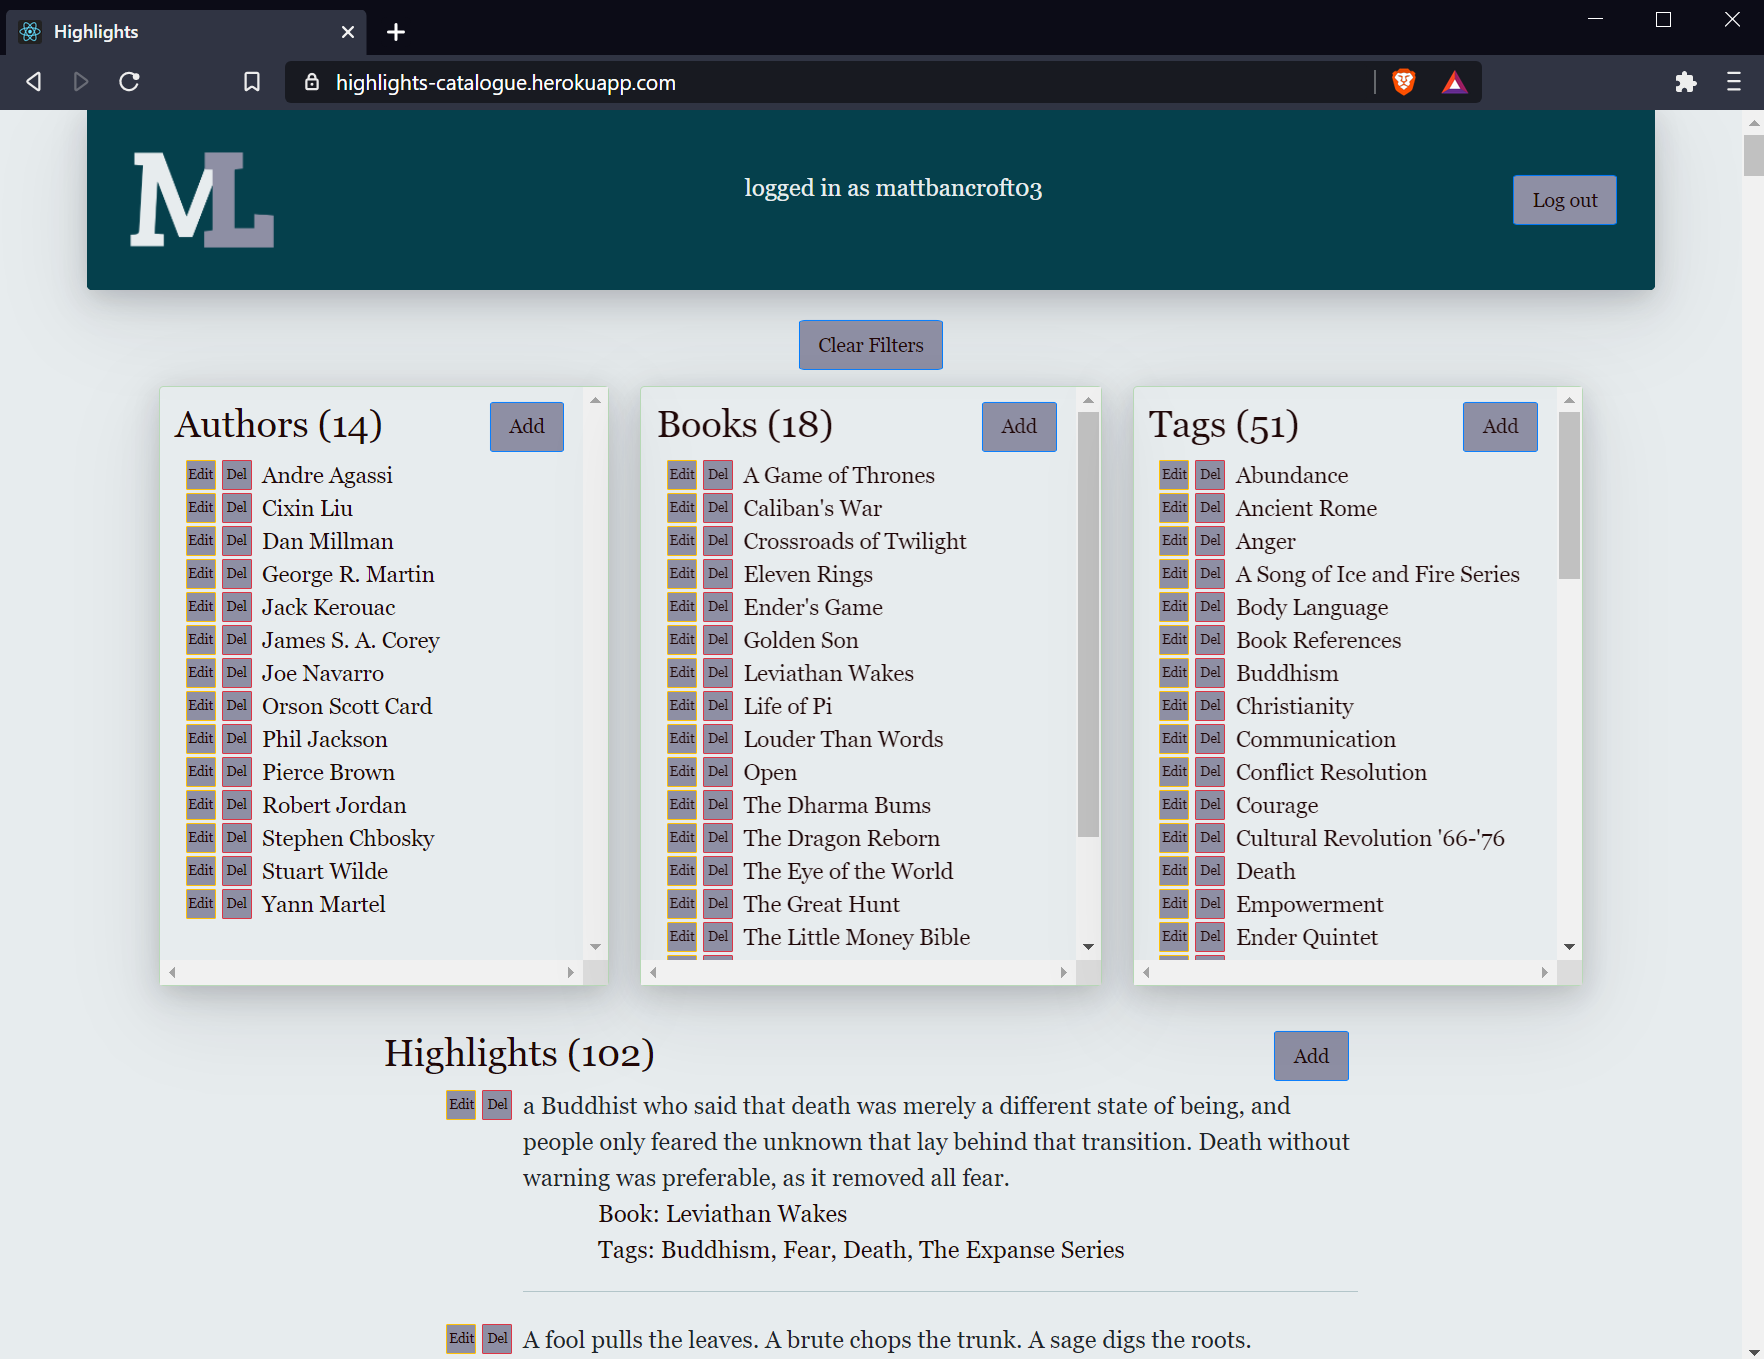 Highlights
highlights-catalogue.herokuapp.com
ML
logged in as mattbancroft03
Log out
Clear Filters
Authors (14)
Add
Edit Del Andre Agassi
Edit Del Cixin Liu
Edit Del Dan Millman
Edit Del George R. Martin
Edit Del Jack Kerouac
Edit Del James S. A. Corey
Edit Del Joe Navarro
Edit Del Orson Scott Card
Edit Del Phil Jackson
Edit Del Pierce Brown
Edit Del Robert Jordan
Edit Del Stephen Chbosky
Edit Del Stuart Wilde
Edit Del Yann Martel
Books (18)
Add
Edit Del A Game of Thrones
Edit Del Caliban's War
Edit Del Crossroads of Twilight
Edit Del Eleven Rings
Edit Del Ender's Game
Edit Del Golden Son
Edit Del Leviathan Wakes
Edit Del Life of Pi
Edit Del Louder Than Words
Edit Del Open
Edit Del The Dharma Bums
Edit Del The Dragon Reborn
Edit Del The Eye of the World
Edit Del The Great Hunt
Edit Del The Little Money Bible
Tags (51)
Add
Edit Del Abundance
Edit Del Ancient Rome
Edit Del Anger
Edit Del A Song of Ice and Fire Series
Edit Del Body Language
Edit Del Book References
Edit Del Buddhism
Edit Del Christianity
Edit Del Communication
Edit Del Conflict Resolution
Edit Del Courage
Edit Del Cultural Revolution '66-'76
Edit Del Death
Edit Del Empowerment
Edit Del Ender Quintet
Highlights (102)
Add
Edit Del a Buddhist who said that death was merely a different state of being, and
people only feared the unknown that lay behind that transition. Death without
warning was preferable, as it removed all fear.
Book: Leviathan Wakes
Tags: Buddhism, Fear, Death, The Expanse Series
Edit Del A fool pulls the leaves. A brute chops the trunk. A sage digs the roots.